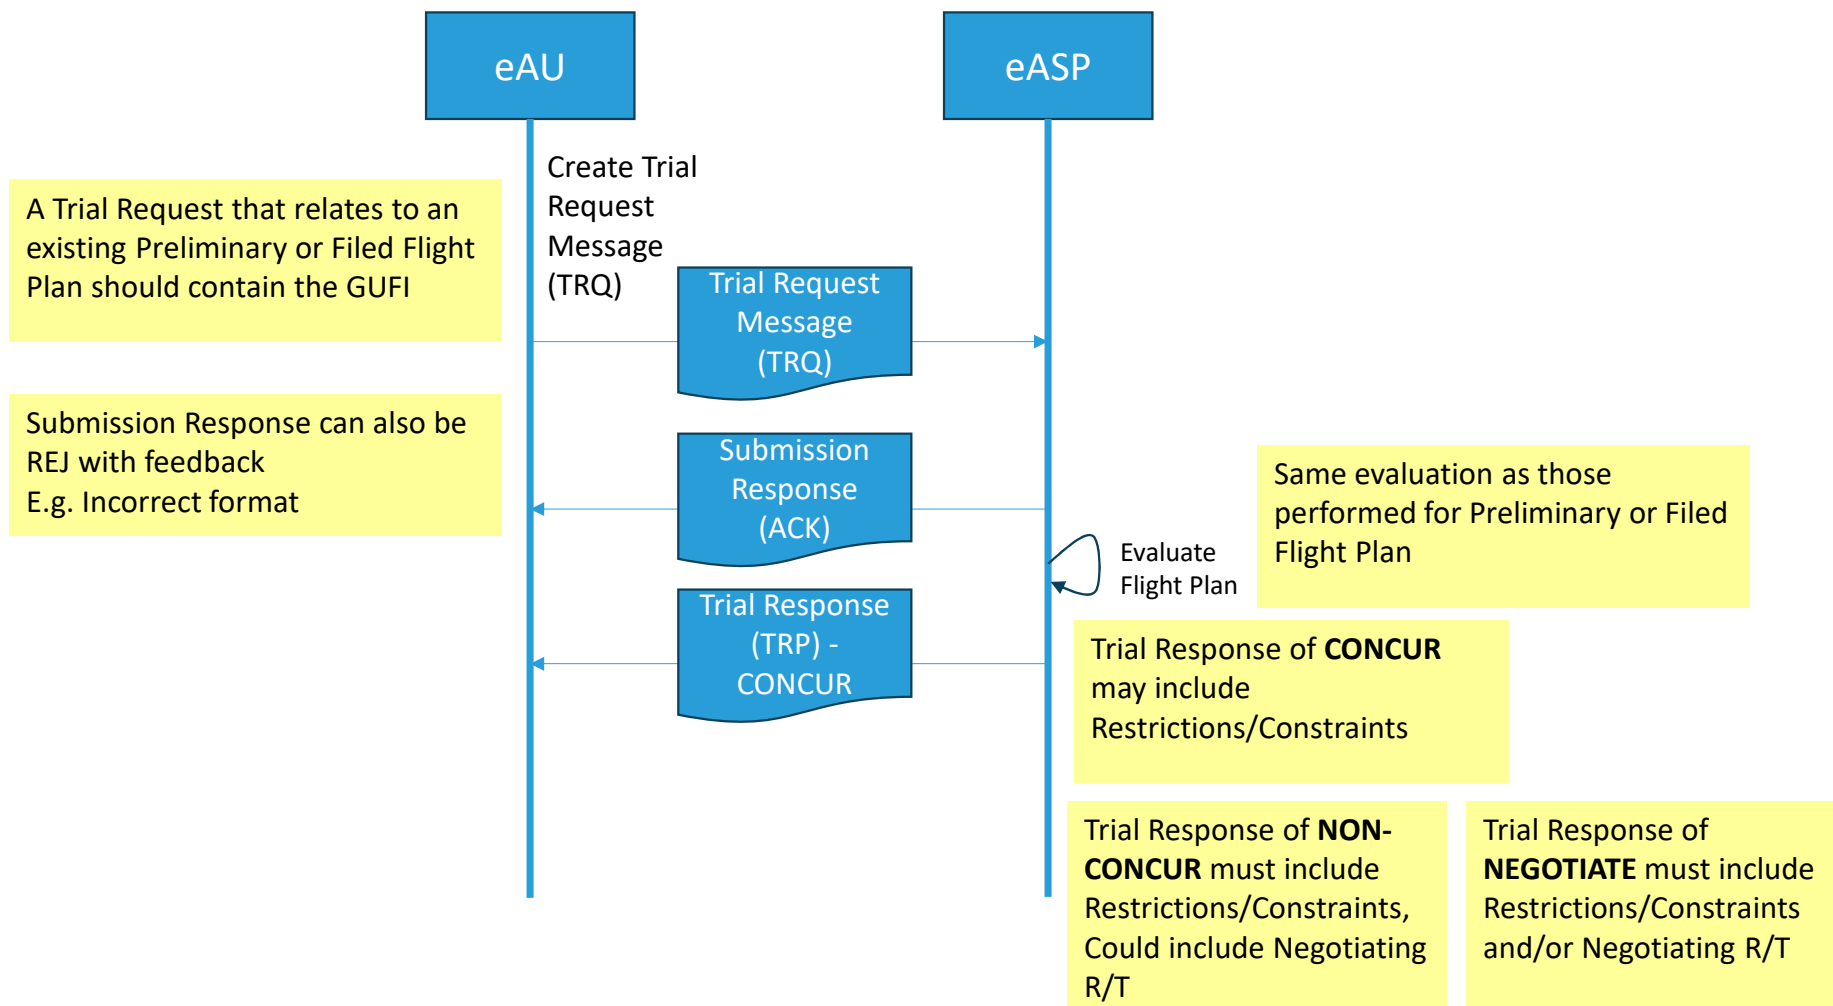 eAU
eASP
Create Trial
Request
Message
(TRQ)
A Trial Request that relates to an
existing Preliminary or Filed Flight
Plan should contain the GUFI
Trial Request
Message
(TRQ)
Submission Response can also be
REJ with feedback
E.g. Incorrect format
Submission
Response
(ACK)
Same evaluation as those
performed for Preliminary or Filed
Flight Plan
Evaluate
Flight Plan
Trial Response
(TRP) -
CONCUR
Trial Response of CONCUR
may include
Restrictions/Constraints
Trial Response of NON-
CONCUR must include
Restrictions/Constraints,
Could include Negotiating
R/T
Trial Response of
NEGOTIATE must include
Restrictions/Constraints
and/or Negotiating R/T